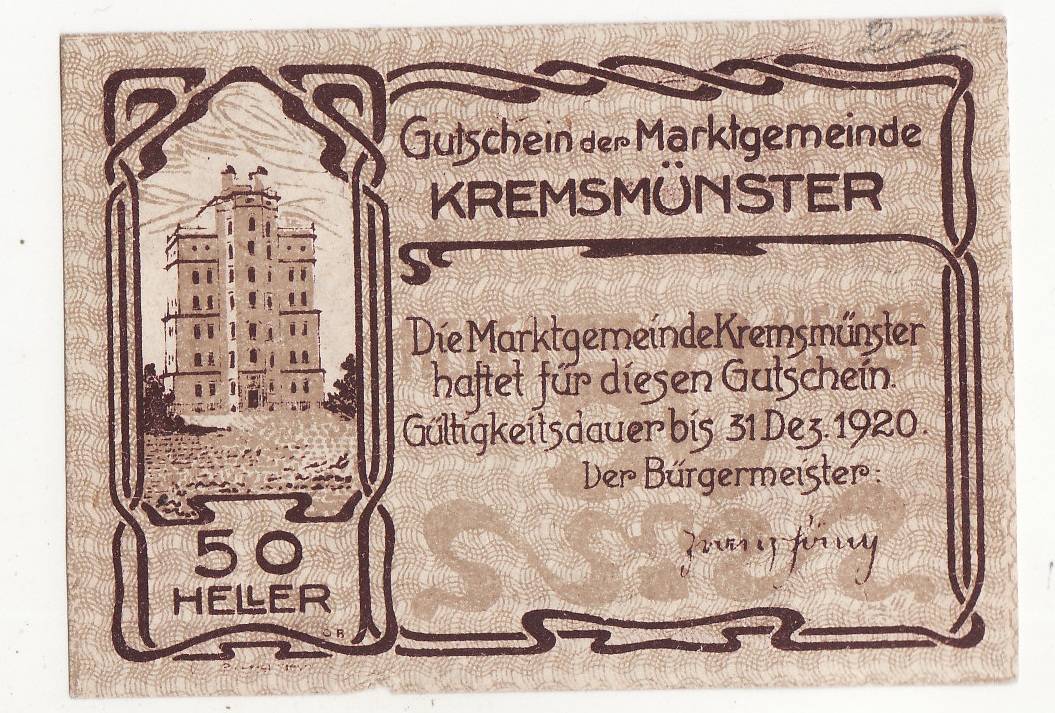 Gutschein der Marktgemeinde
KREMSMÜNSTER
Die Marktgemeinde Kremsmünster
haftet für diesen Gutschein.
Gültigkeitsdauer bis 31 Dez. 1920.
Der Bürgermeister:
50
HELLER